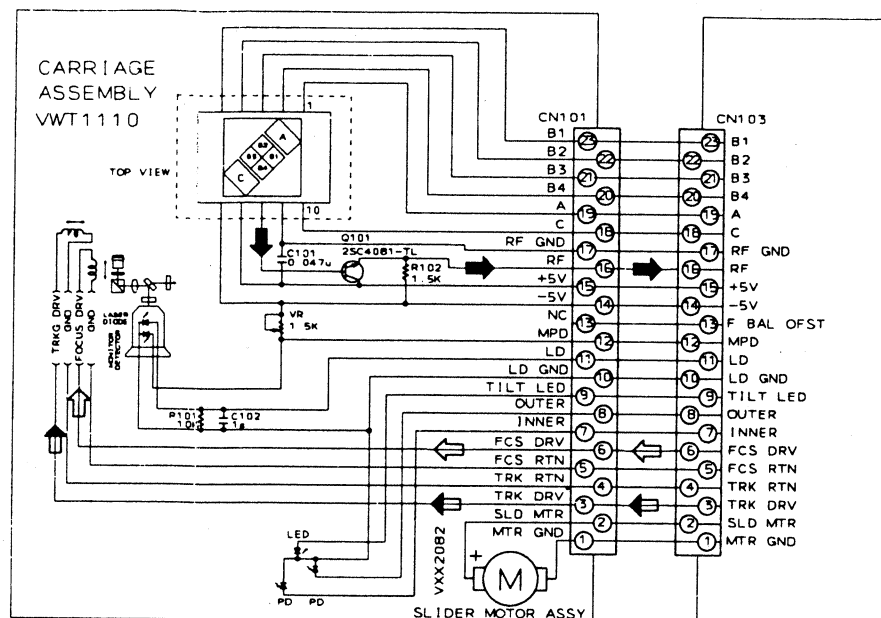 CARRIAGE
ASSEMBLY
VWT1110
TOP VIEW
1
A
B2
B3 B1
B4
C
10
CN101
CN103
B1 23 23 B1
B2 22 22 B2
B3 21 21 B3
B4 20 20 B4
A 19 19 A
C 18 18 C
RF GND 17 17 RF GND
RF 16 16 RF
+5V 15 15 +5V
-5V 14 14 -5V
NC 13 13 F BAL OFST
MPD 12 12 MPD
LD 11 11 LD
LD GND 10 10 LD GND
TILT LED 9 9 TILT LED
OUTER 8 8 OUTER
INNER 7 7 INNER
FCS DRV 6 6 FCS DRV
FCS RTN 5 5 FCS RTN
TRK RTN 4 4 TRK RTN
TRK DRV 3 3 TRK DRV
SLD MTR 2 2 SLD MTR
MTR GND 1 1 MTR GND
Q101
2SC4081-TL
C101
0.047u
R102
1.5K
VR
1.5K
TRKG DRV
GND
FOCUS DRV
GND
LASER
DIODE
MONITOR
DETECTOR
R101
10K
C102
LED
PD
PD
VXX2082
+
M
SLIDER MOTOR ASSY